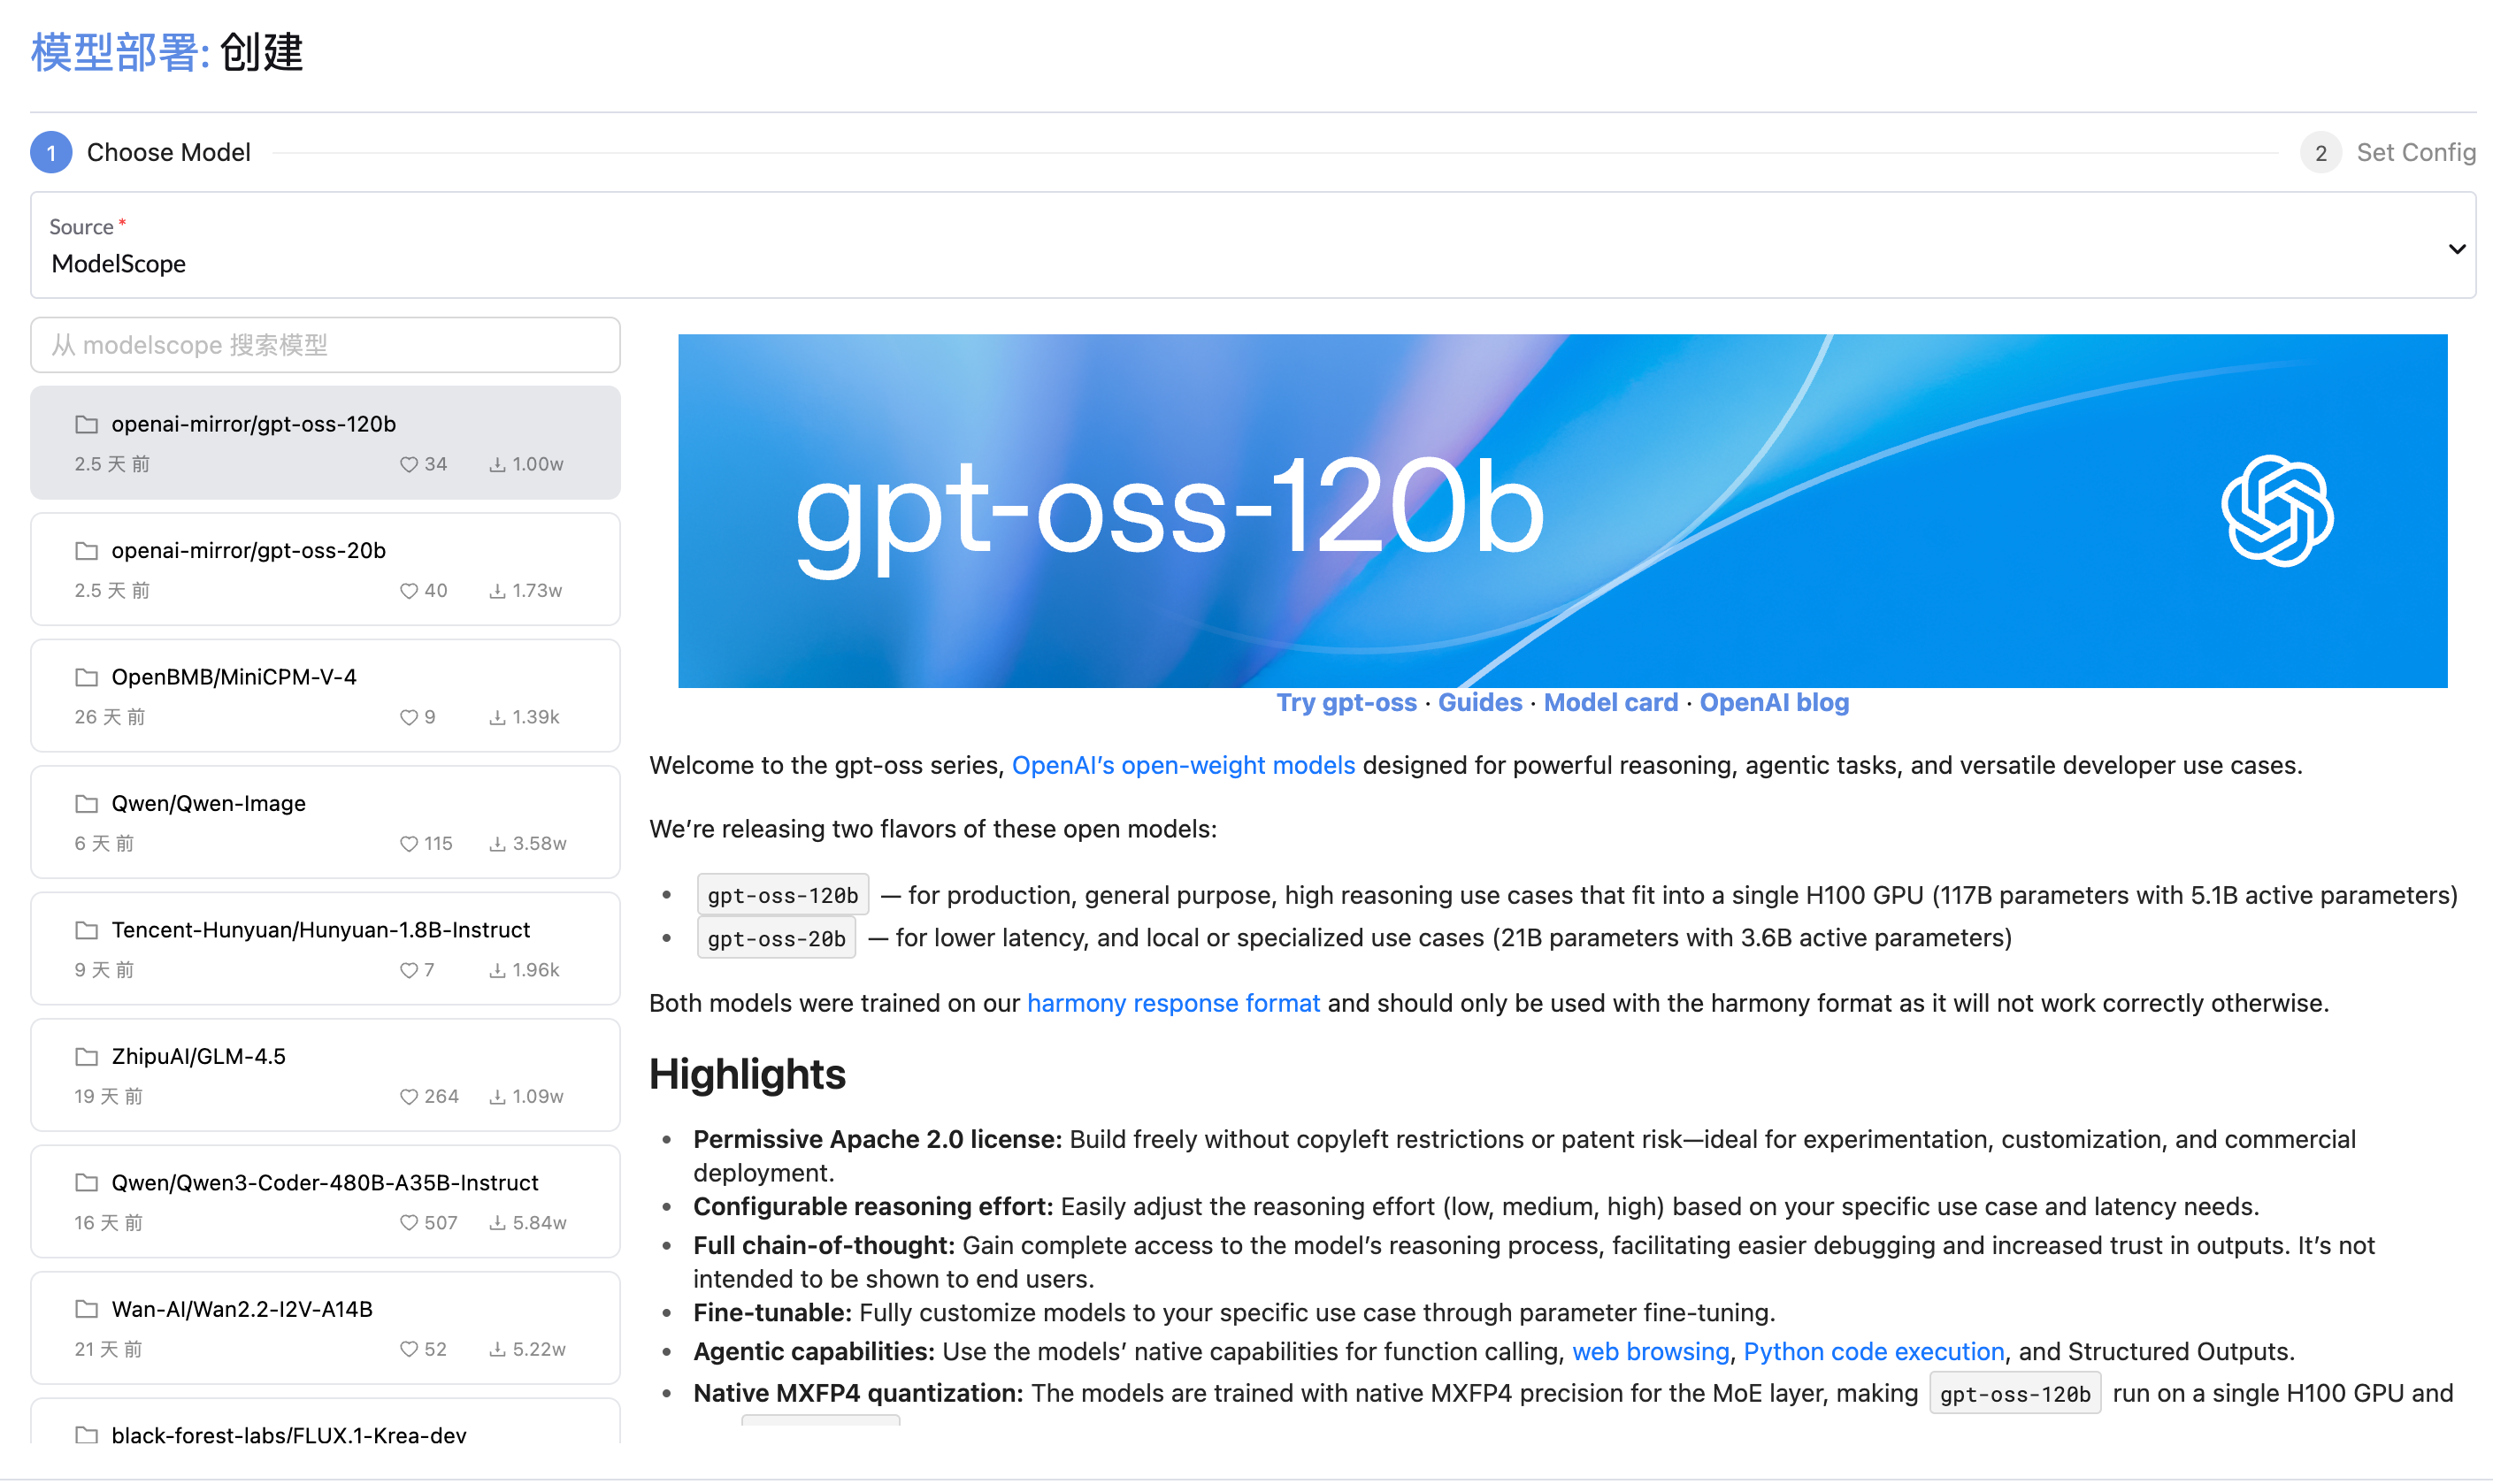 模型部署: 创建
1 Choose Model
2 Set Config
Source *
ModelScope
从 modelscope 搜索模型
openai-mirror/gpt-oss-120b
2.5 天 前 34 1.00w
openai-mirror/gpt-oss-20b
2.5 天 前 40 1.73w
OpenBMB/MiniCPM-V-4
26 天 前 9 1.39k
Qwen/Qwen-Image
6 天 前 115 3.58w
Tencent-Hunyuan/Hunyuan-1.8B-Instruct
9 天 前 7 1.96k
ZhipuAI/GLM-4.5
19 天 前 264 1.09w
Qwen/Qwen3-Coder-480B-A35B-Instruct
16 天 前 507 5.84w
Wan-AI/Wan2.2-I2V-A14B
21 天 前 52 5.22w
black-forest-labs/FLUX.1-Krea-dev
gpt-oss-120b
Try gpt-oss · Guides · Model card · OpenAI blog
Welcome to the gpt-oss series, OpenAI’s open-weight models designed for powerful reasoning, agentic tasks, and versatile developer use cases.
We’re releasing two flavors of these open models:
• gpt-oss-120b — for production, general purpose, high reasoning use cases that fit into a single H100 GPU (117B parameters with 5.1B active parameters)
• gpt-oss-20b — for lower latency, and local or specialized use cases (21B parameters with 3.6B active parameters)
Both models were trained on our harmony response format and should only be used with the harmony format as it will not work correctly otherwise.
Highlights
• Permissive Apache 2.0 license: Build freely without copyleft restrictions or patent risk—ideal for experimentation, customization, and commercial
deployment.
• Configurable reasoning effort: Easily adjust the reasoning effort (low, medium, high) based on your specific use case and latency needs.
• Full chain-of-thought: Gain complete access to the model’s reasoning process, facilitating easier debugging and increased trust in outputs. It’s not
intended to be shown to end users.
• Fine-tunable: Fully customize models to your specific use case through parameter fine-tuning.
• Agentic capabilities: Use the models’ native capabilities for function calling, web browsing, Python code execution, and Structured Outputs.
• Native MXFP4 quantization: The models are trained with native MXFP4 precision for the MoE layer, making gpt-oss-120b run on a single H100 GPU and